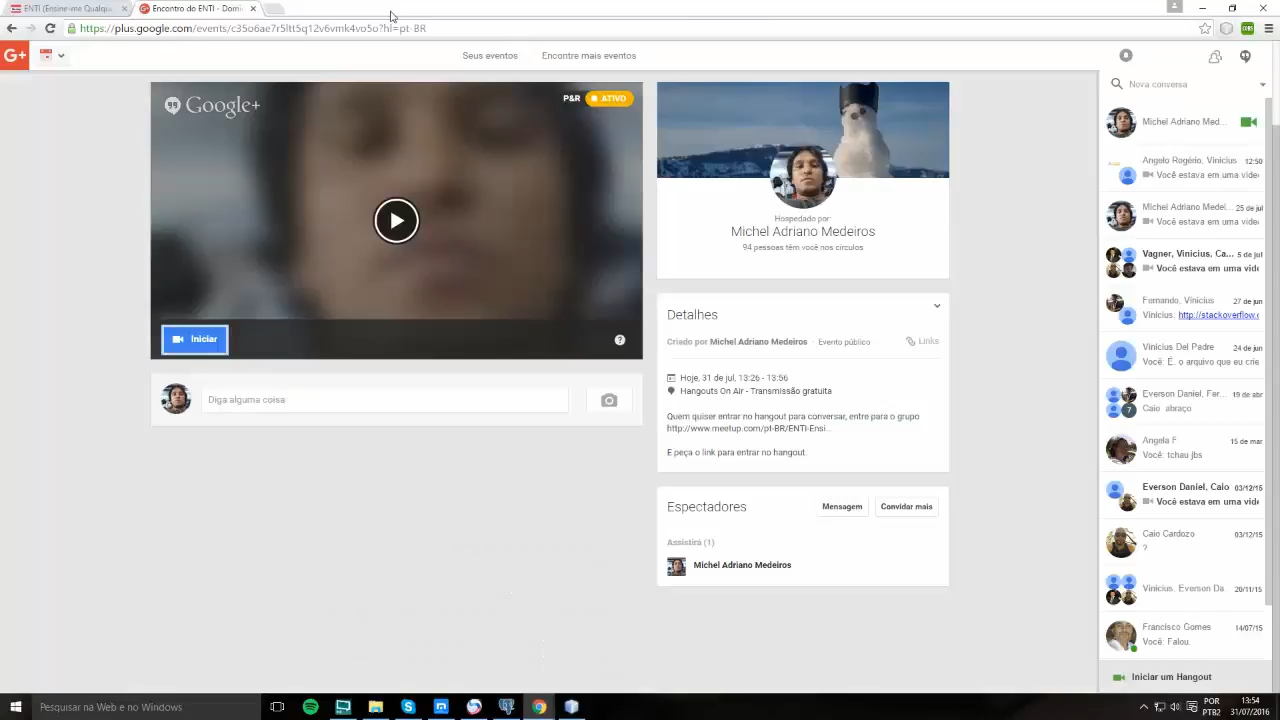 ENTI (Ensine-me Qualqu
Encontro do ENTI - Domi
https://plus.google.com/events/c35o6ae7r5ltt5q12v6vmk4vo5o?hl=pt-BR
G+
Seus eventos
Encontre mais eventos
Google+
P&R ATIVO
Iniciar
?
Diga alguma coisa
Hospedado por:
Michel Adriano Medeiros
94 pessoas têm você nos círculos
Detalhes
Criado por Michel Adriano Medeiros · Evento público
Links
Hoje, 31 de jul, 13:26 - 13:56
Hangouts On Air - Transmissão gratuita
Quem quiser entrar no hangout para conversar, entre para o grupo
http://www.meetup.com/pt-BR/ENTI-Ensi...
E peça o link para entrar no hangout.
Espectadores
Mensagem
Convidar mais
Assistirá (1)
Michel Adriano Medeiros
Nova conversa
Michel Adriano Med...
Angelo Rogério, Vinicius 12:50
Você estava em uma vide
Michel Adriano Medei... 25 de jul
Você estava em uma vide
Vagner, Vinicius, Ca... 5 de jul
Você estava em uma vide
Fernando, Vinicius 27 de jun
Vinicius: http://stackoverflow.c
Vinicius Del Padre 24 de jun
Você: É. o arquivo que eu crie
Everson Daniel, Fer... 19 de abr
Caio abraço
7
Angela F 15 de mar
Você: tchau jbs
Everson Daniel, Caio 03/12/15
Você estava em uma vide
Caio Cardozo 03/12/15
?
Vinicius, Everson Da 20/11/15
Francisco Gomes 14/07/15
Você: Falou.
Iniciar um Hangout
Pesquisar na Web e no Windows
POR
PTB2
13:54
31/07/2016